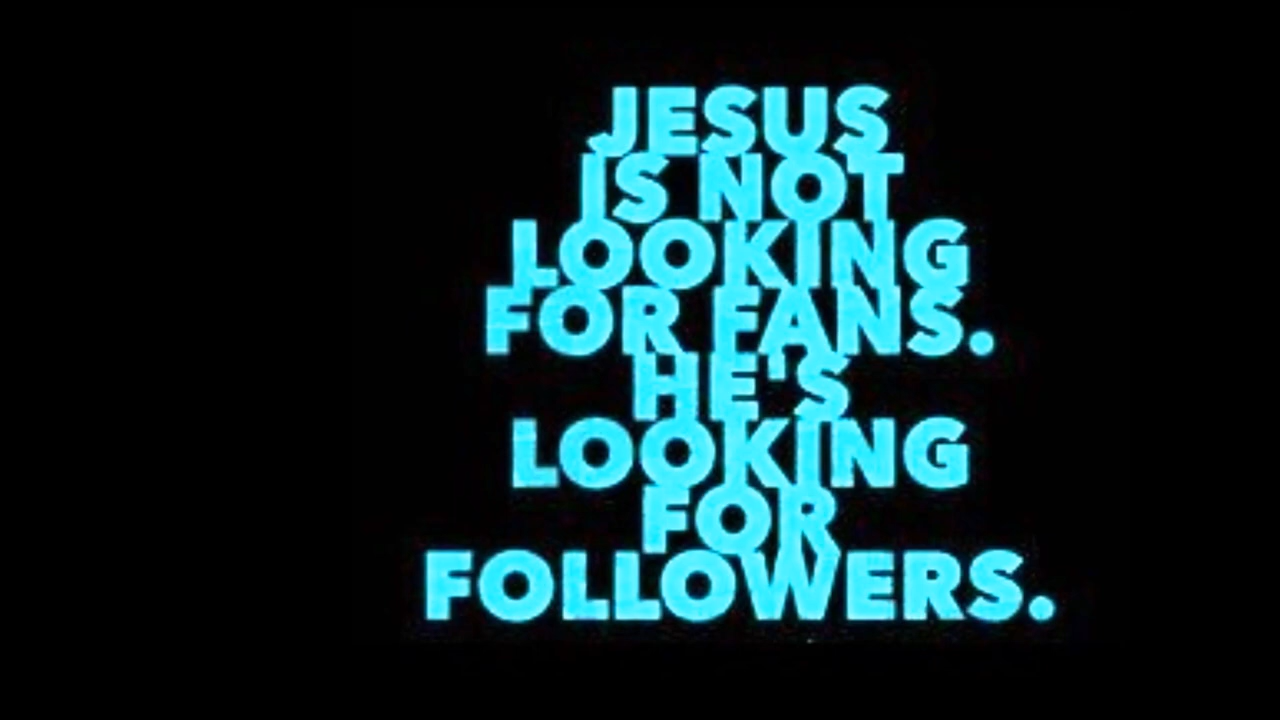 JESUS
IS NOT
LOOKING
FOR FANS.
HE'S
LOOKING
FOR
FOLLOWERS.